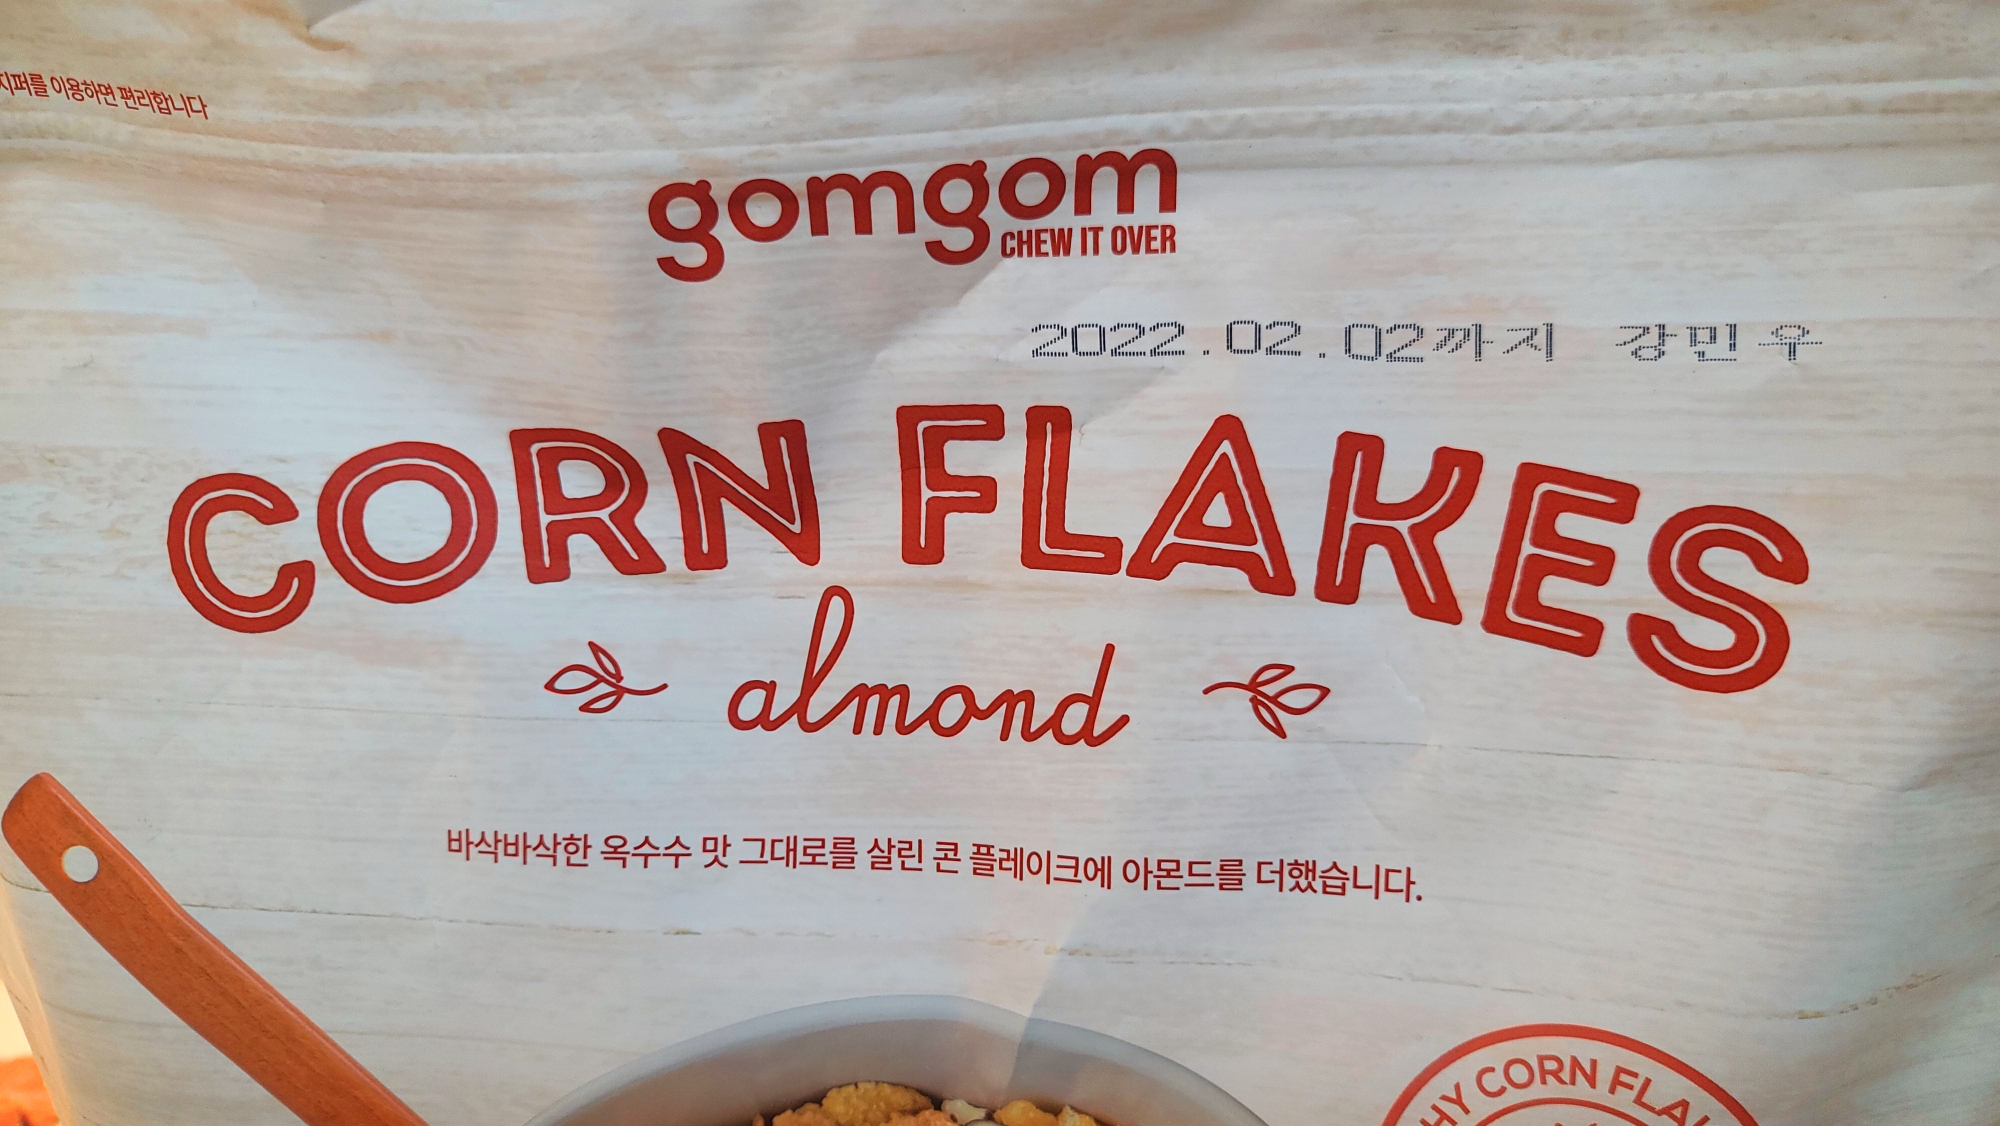 지퍼를 이용하면 편리합니다
gomgom
CHEW IT OVER
2022.02.02까지 강민우
CORN FLAKES
almond
바삭바삭한 옥수수 맛 그대로를 살린 콘 플레이크에 아몬드를 더했습니다.
CORN